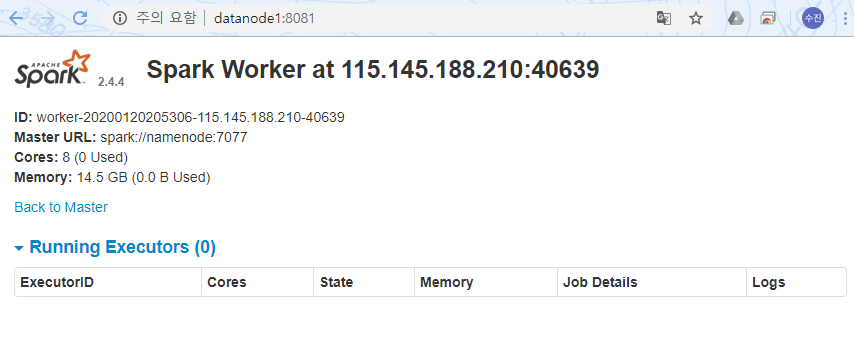 주의 요함 datanode1:8081 수진
APACHE
Spark 2.4.4 Spark Worker at 115.145.188.210:40639
ID: worker-20200120205306-115.145.188.210-40639
Master URL: spark://namenode:7077
Cores: 8 (0 Used)
Memory: 14.5 GB (0.0 B Used)
Back to Master
Running Executors (0)
ExecutorID Cores State Memory Job Details Logs